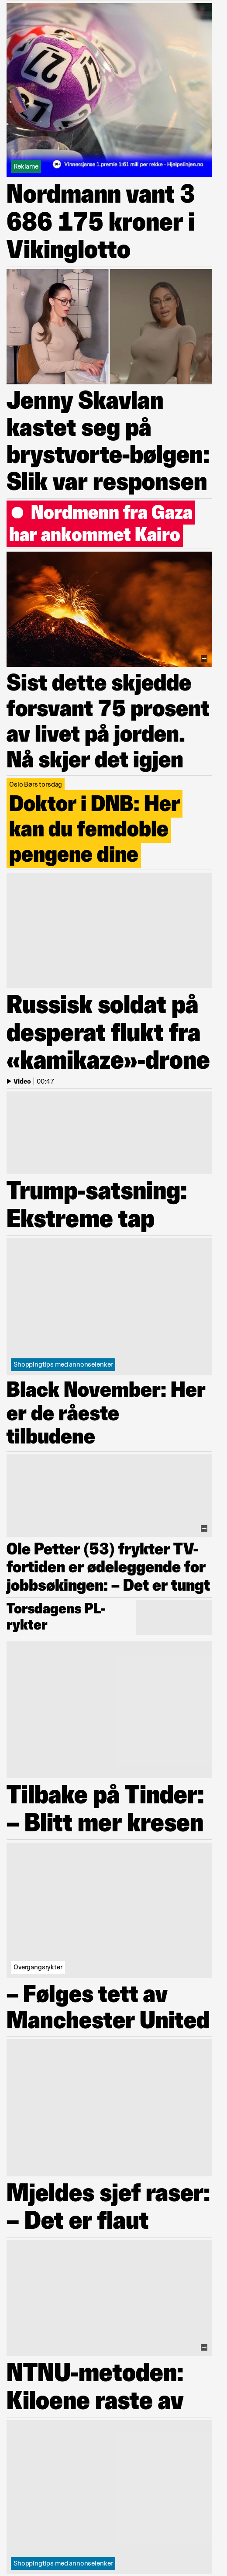 Reklame
Vinnersjanse 1.premie 1:61 mill per rekke - Hjelpelinjen.no
Nordmann vant 3
686 175 kroner i
Vikinglotto
Jenny Skavlan
kastet seg på
brystvorte-bølgen:
Slik var responsen
Nordmenn fra Gaza
har ankommet Kairo
Sist dette skjedde
forsvant 75 prosent
av livet på jorden.
Nå skjer det igjen
Oslo Børs torsdag
Doktor i DNB: Her
kan du femdoble
pengene dine
Russisk soldat på
desperat flukt fra
«kamikaze»-drone
Video | 00:47
Trump-satsning:
Ekstreme tap
Shoppingtips med annonselenker
Black November: Her
er de råeste
tilbudene
Ole Petter (53) frykter TV-
fortiden er ødeleggende for
jobbsøkingen: – Det er tungt
Torsdagens PL-
rykter
Tilbake på Tinder:
– Blitt mer kresen
Overgangsrykter
– Følges tett av
Manchester United
Mjeldes sjef raser:
– Det er flaut
NTNU-metoden:
Kiloene raste av
Shoppingtips med annonselenker